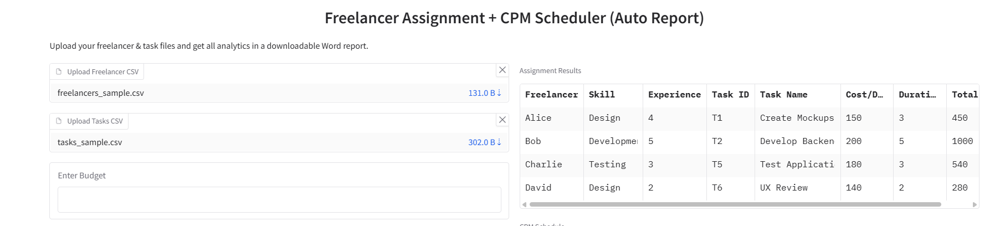 Freelancer Assignment + CPM Scheduler (Auto Report)
Upload your freelancer & task files and get all analytics in a downloadable Word report.
Upload Freelancer CSV
freelancers_sample.csv 131.0 B ⇣
Upload Tasks CSV
tasks_sample.csv 302.0 B ⇣
Enter Budget
Assignment Results
Freelancer Skill Experience Task ID Task Name Cost/D… Durati… Total
Alice Design 4 T1 Create Mockups 150 3 450
Bob Developme 5 T2 Develop Backen 200 5 1000
Charlie Testing 3 T5 Test Applicati 180 3 540
David Design 2 T6 UX Review 140 2 280
CPM Schedule